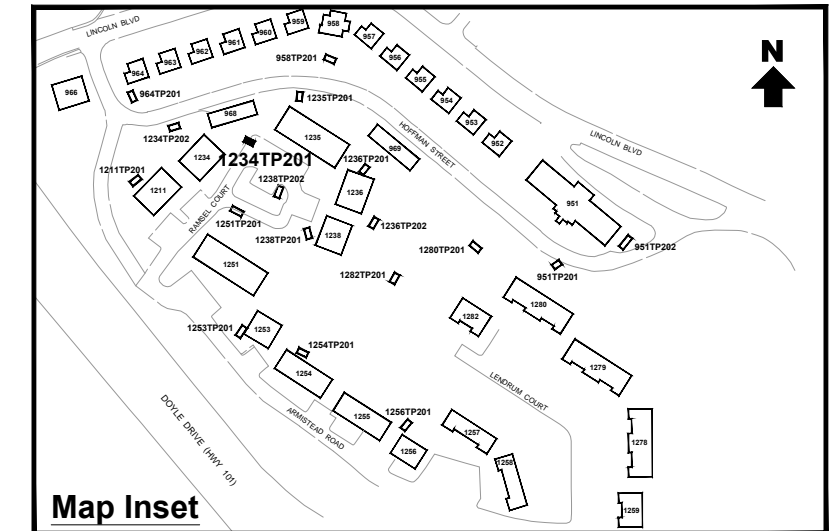 LINCOLN BLVD
959
958
960
957
961
962
956
963
958TP201
964
955
N
966
964TP201
1235TP201
954
968
953
1234TP202
1235
HOFFMAN STREET
952
LINCOLN BLVD
969
1234
1234TP201
1236TP201
1211TP201
1238TP202
1211
1236
RAMSEL COURT
951
1251TP201
1236TP202
1238TP201
1238
1280TP201
951TP202
1251
951TP201
1282TP201
1280
1282
1253TP201
1253
1254TP201
1279
1254
LENDRUM COURT
DOYLE DRIVE (HWY 101)
1255
1256TP201
ARMISTEAD ROAD
1257
1278
1256
1258
Map Inset
1259